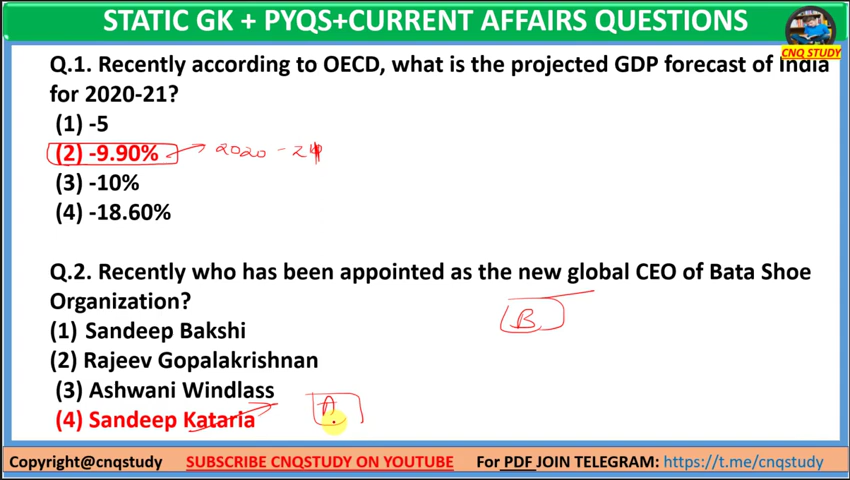 STATIC GK + PYQS+CURRENT AFFAIRS QUESTIONS
CNQ STUDY
Q.1. Recently according to OECD, what is the projected GDP forecast of India
for 2020-21?
(1) -5
(2) -9.90%
2020 - 21
(3) -10%
(4) -18.60%
Q.2. Recently who has been appointed as the new global CEO of Bata Shoe
Organization?
B
(1) Sandeep Bakshi
(2) Rajeev Gopalakrishnan
(3) Ashwani Windlass
(4) Sandeep Kataria
A
Copyright@cnqstudy SUBSCRIBE CNQSTUDY ON YOUTUBE For PDF JOIN TELEGRAM: https://t.me/cnqstudy